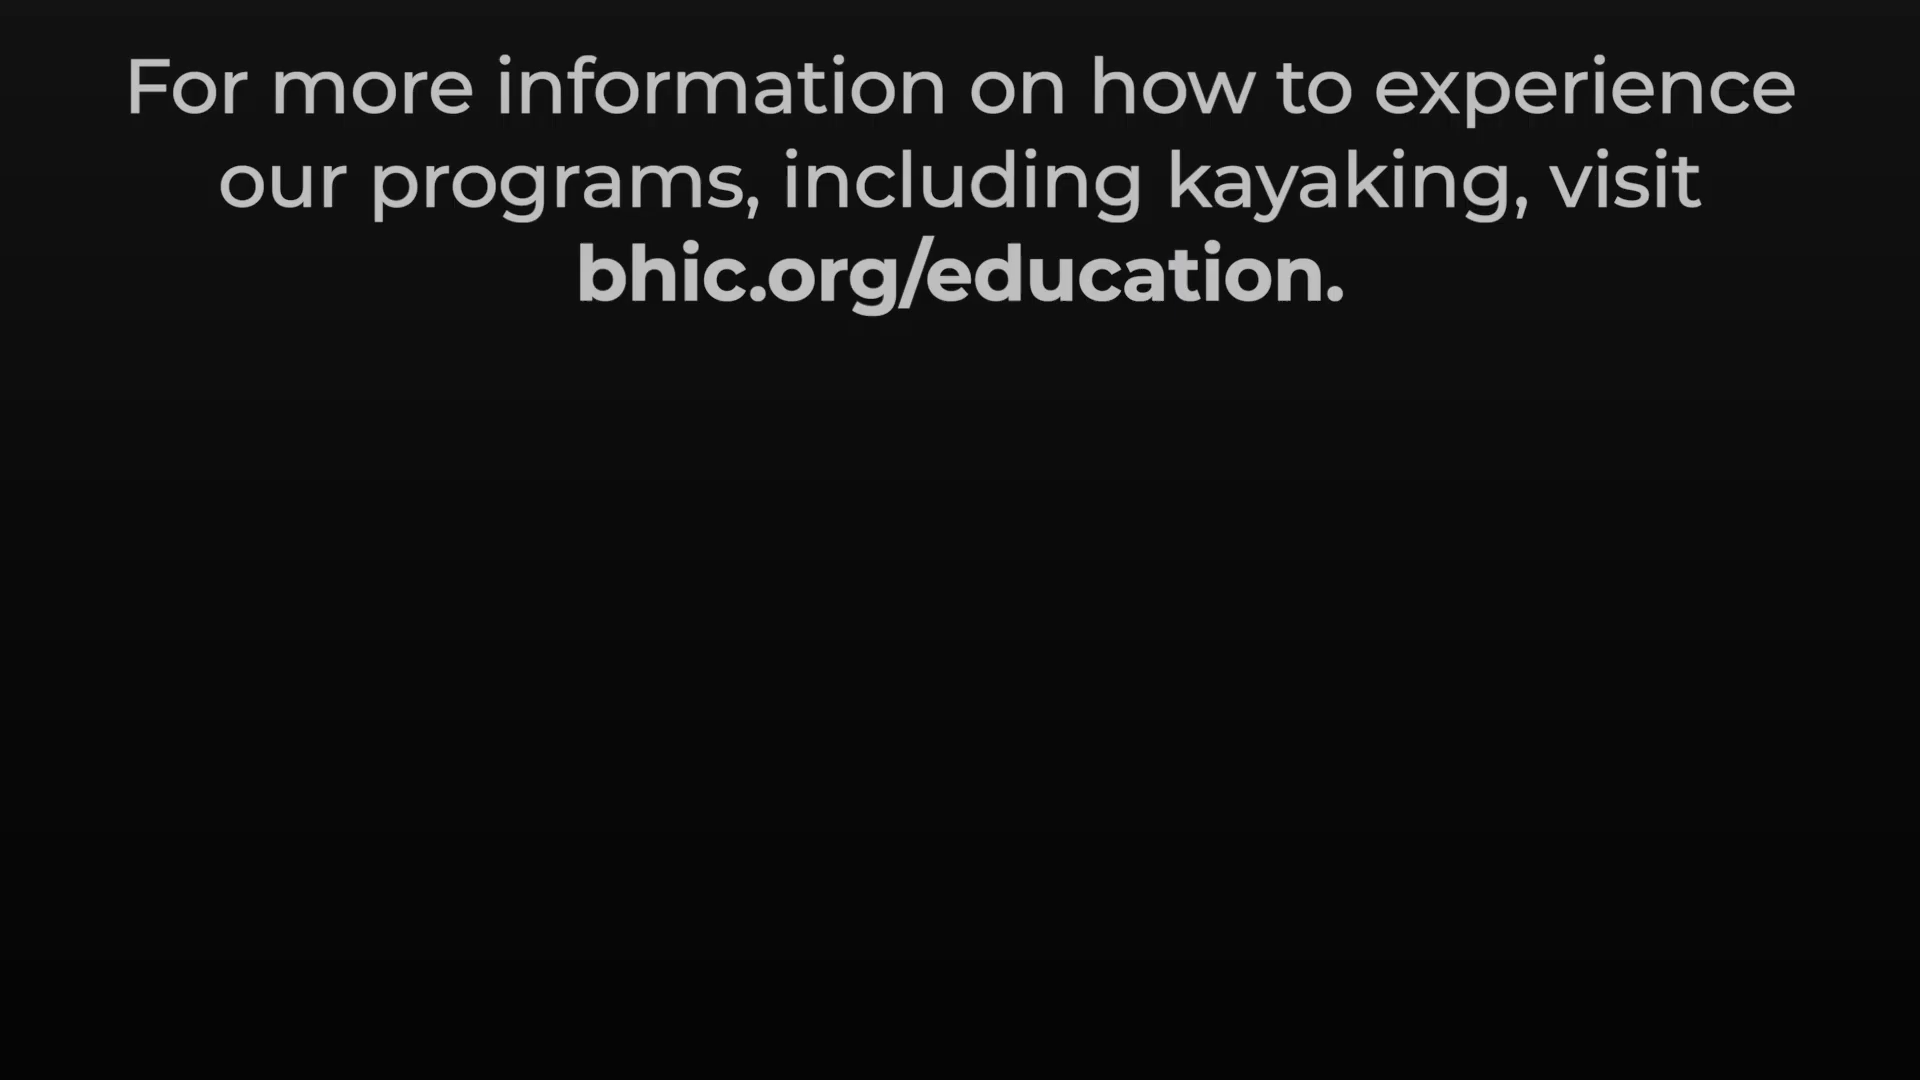 For more information on how to experience
our programs, including kayaking, visit
bhic.org/education.